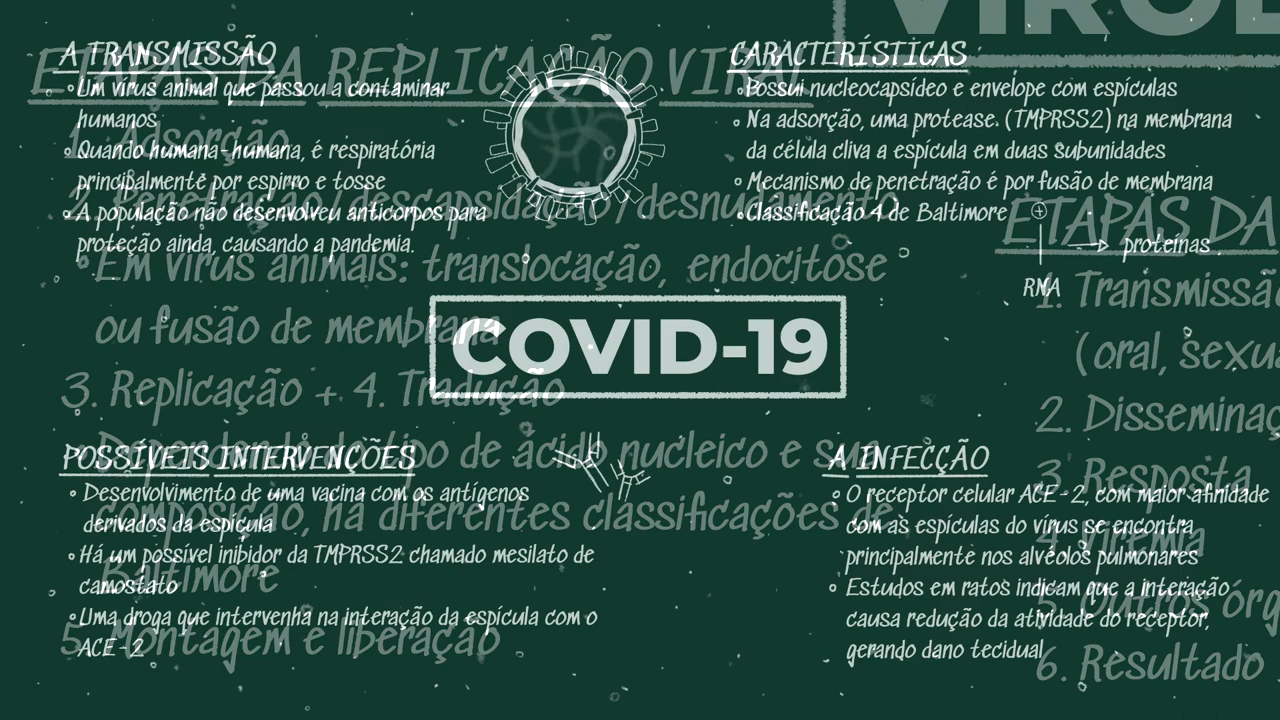 VIROL
A TRANSMISSÃO
• Um vírus animal que passou a contaminar
humanos
• Quando humana-humana, é respiratória
principalmente por espirro e tosse
• A população não desenvolveu anticorpos para
proteção ainda, causando a pandemia.
CARACTERÍSTICAS
• Possui nucleocapsídeo e envelope com espículas
• Na adsorção, uma protease. (TMPRSS2) na membrana
da célula cliva a espícula em duas subunidades
• Mecanismo de penetração é por fusão de membrana
• Classificação 4 de Baltimore
+
proteínas
RNA
COVID-19
POSSÍVEIS INTERVENÇÕES
• Desenvolvimento de uma vacina com os antígenos
derivados da espícula
• Há um possível inibidor da TMPRSS2 chamado mesilato de
camostato
• Uma droga que intervenha na interação da espícula com o
ACE-2
A INFECÇÃO
• O receptor celular ACE-2, com maior afinidade
com as espículas do vírus se encontra
principalmente nos alvéolos pulmonares
• Estudos em ratos indicam que a interação
causa redução da atividade do receptor,
gerando dano tecidual
ETAPAS DA REPLICAÇÃO VIRAL
1. Adsorção
2. Penetração/descapsidação/desnudamento
• Em vírus animais: translocação, endocitose
ou fusão de membrana
3. Replicação + 4. Tradução
• Dependendo do tipo de ácido nucleico e sua
composição, há diferentes classificações de
Baltimore
5. Montagem e liberação
ETAPAS DA
1. Transmissã
(oral, sexu
2. Disseminaç
3. Resposta
4. Viremia
5. Outros órg
6. Resultado